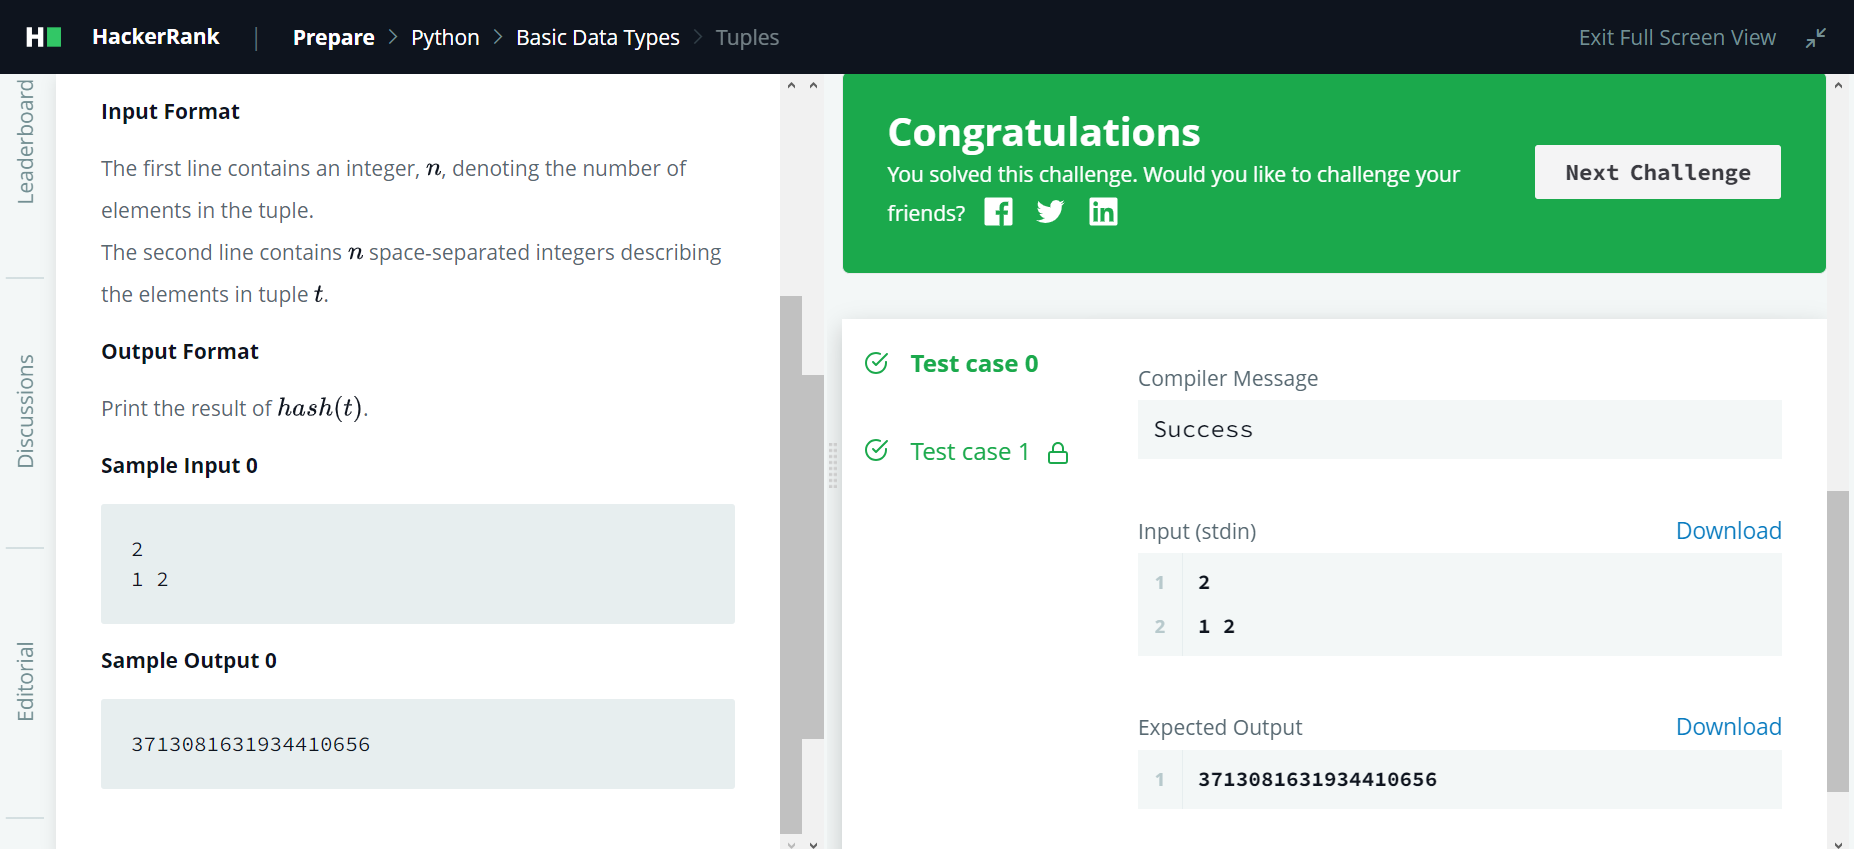 H
HackerRank | Prepare > Python > Basic Data Types > Tuples
Exit Full Screen View
Leaderboard
Discussions
Editorial
Input Format
The first line contains an integer, n, denoting the number of
elements in the tuple.
The second line contains n space-separated integers describing
the elements in tuple t.
Output Format
Print the result of hash(t).
Sample Input 0
2
1 2
Sample Output 0
3713081631934410656
Congratulations
You solved this challenge. Would you like to challenge your
friends?
Next Challenge
Test case 0
Test case 1
Compiler Message
Success
Input (stdin)
Download
1 2
2 1 2
Expected Output
Download
1 3713081631934410656